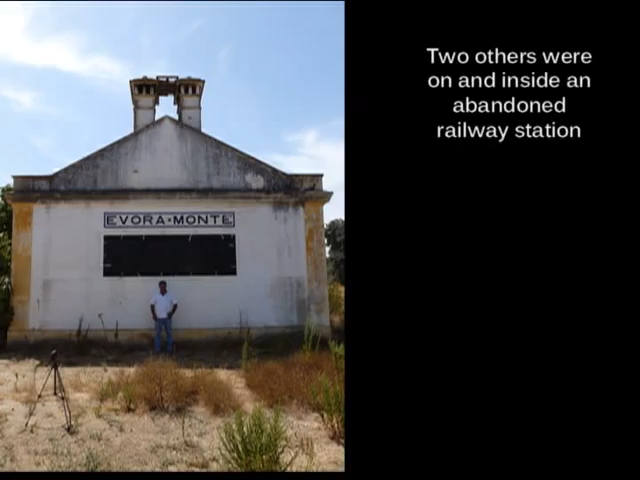 EVORA-MONTE
Two others were
on and inside an
abandoned
railway station